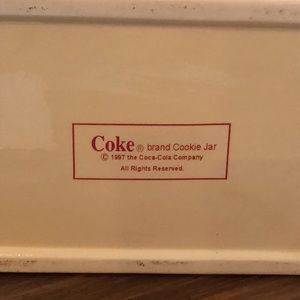 Coke® brand Cookie Jar
© 1997 the Coca-Cola Company
All Rights Reserved.